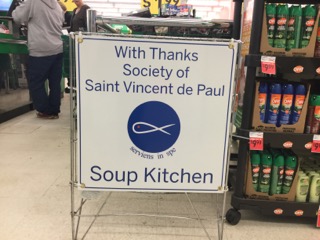 With Thanks
Society of
Saint Vincent de Paul
serviens in spe
Soup Kitchen